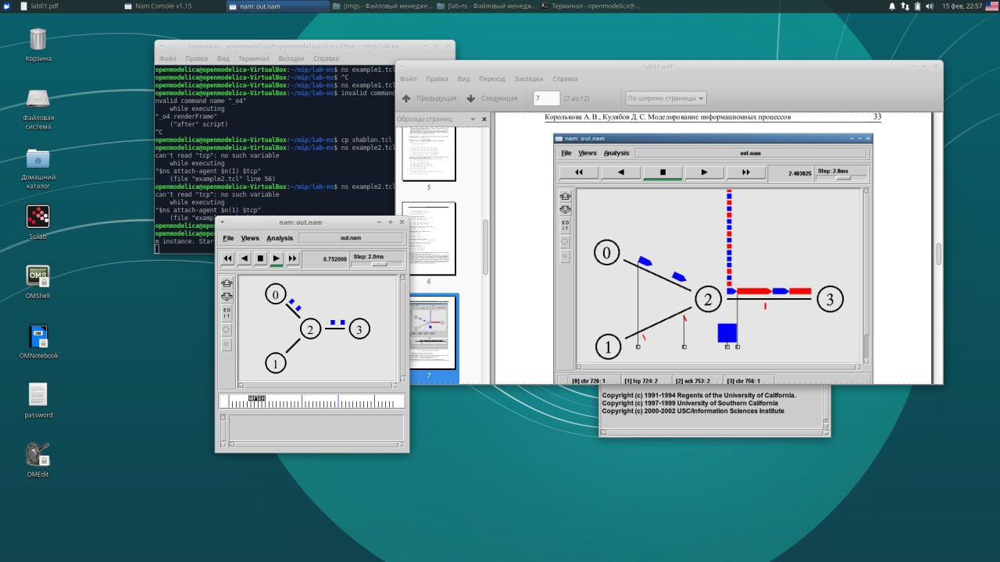 lab01.pdf
Nam Console v1.15
nam: out.nam
[imgs - Файловый менедже...
[lab-ns - Файловый менедж...
Терминал - openmodelica@...
15 фев, 22:57
Корзина
Файловая система
Домашний каталог
Scilab
OMShell
OMNotebook
password
OMEdit
Терминал - openmodelica@openmodelica-VirtualBox: ~/mip/lab-ns
Файл Правка Вид Терминал Вкладки Справка
openmodelica@openmodelica-VirtualBox:~/mip/lab-ns$ ns example1.tcl
openmodelica@openmodelica-VirtualBox:~/mip/lab-ns$ ^C
openmodelica@openmodelica-VirtualBox:~/mip/lab-ns$ ns example1.tcl
openmodelica@openmodelica-VirtualBox:~/mip/lab-ns$ invalid command
nvalid command name "_o4"
while executing
"_o4 renderFrame"
("after" script)
^C
openmodelica@openmodelica-VirtualBox:~/mip/lab-ns$ cp shablon.tcl
openmodelica@openmodelica-VirtualBox:~/mip/lab-ns$ ns example2.tcl
can't read "tcp": no such variable
while executing
"$ns attach-agent $n(1) $tcp"
(file "example2.tcl" line 56)
openmodelica@openmodelica-VirtualBox:~/mip/lab-ns$ ns example2.tcl
can't read "tcp": no such variable
while executing
"$ns attach-agent $n(1) $tcp"
(file "exam
openmodelica
openmodelica
m instance. Star
nam: out.nam
File Views Analysis out.nam
0.752000 Step: 2.0ms
E D
I T
0
2
3
1
lab01.pdf
Файл Правка Вид Переход Закладки Справка
Предыдущая Следующая 7 (7 из 12) По ширине страницы
Образцы страниц
5
6
7
Королькова А. В., Кулябов Д. С. Моделирование информационных процессов 33
nam: out.nam
File Views Analysis out.nam
2.483825 Step: 2.0ms
E D
I T
0
2
3
1
[0] cbr 726: 1 [1] tcp 724: 2 [2] ack 753: 2 [3] cbr 756: 1
Copyright (c) 1991-1994 Regents of the University of California.
Copyright (c) 1997-1999 University of Southern California
Copyright (c) 2000-2002 USC/Information Sciences Institute